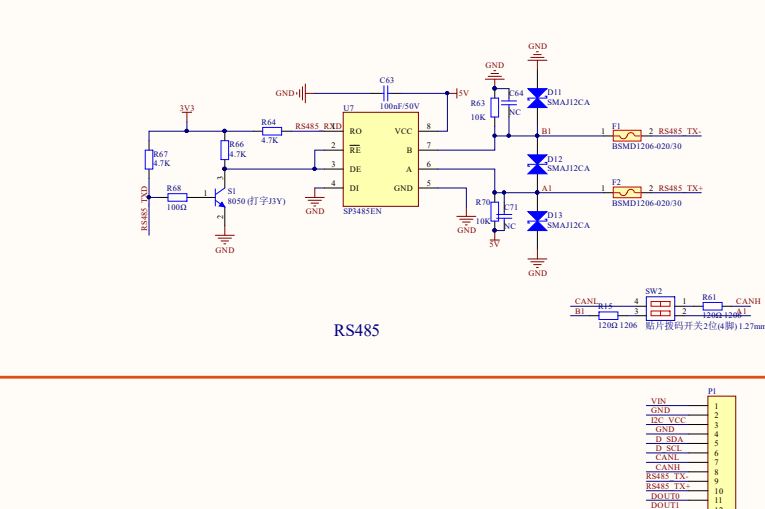 GND
GND
GND
C63
100nF/50V
5V
R63
10K
C64
NC
D11
SMAJ12CA
3V3
R64
4.7K
RS485_RXD
U7
1
RO
VCC
8
2
RE
B
7
3
DE
A
6
4
DI
GND
5
SP3485EN
B1
1
F1
2
RS485_TX-
BSMD1206-020/30
R67
4.7K
R66
4.7K
D12
SMAJ12CA
RS485_TXD
R68
100Ω
1
3
2
S1
8050 (打字J3Y)
GND
GND
GND
A1
1
F2
2
RS485_TX+
BSMD1206-020/30
R70
10K
C71
NC
5V
D13
SMAJ12CA
GND
SW2
CANL
4
1
R61
CANH
120Ω 1206
B1
R15
3
2
A1
120Ω 1206
贴片拨码开关2位(4脚) 1.27mm
RS485
P1
VIN
1
GND
2
I2C_VCC
3
GND
4
D_SDA
5
D_SCL
6
CANL
7
CANH
8
RS485_TX-
9
RS485_TX+
10
DOUT0
11
DOUT1
12